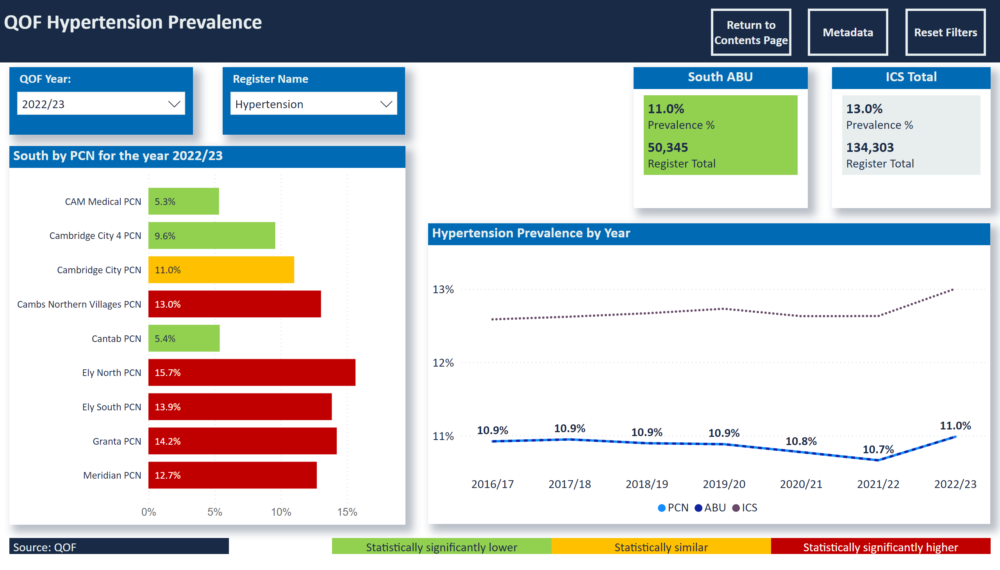 QOF Hypertension Prevalence
Return to
Contents Page
Metadata
Reset Filters
QOF Year:
2022/23
Register Name
Hypertension
South ABU
11.0%
Prevalence %
50,345
Register Total
ICS Total
13.0%
Prevalence %
134,303
Register Total
South by PCN for the year 2022/23
CAM Medical PCN 5.3%
Cambridge City 4 PCN 9.6%
Cambridge City PCN 11.0%
Cambs Northern Villages PCN 13.0%
Cantab PCN 5.4%
Ely North PCN 15.7%
Ely South PCN 13.9%
Granta PCN 14.2%
Meridian PCN 12.7%
0% 5% 10% 15%
Hypertension Prevalence by Year
13%
12%
11%
10.9% 10.9% 10.9% 10.9% 10.8% 10.7% 11.0%
2016/17 2017/18 2018/19 2019/20 2020/21 2021/22 2022/23
PCN ABU ICS
Source: QOF
Statistically significantly lower
Statistically similar
Statistically significantly higher